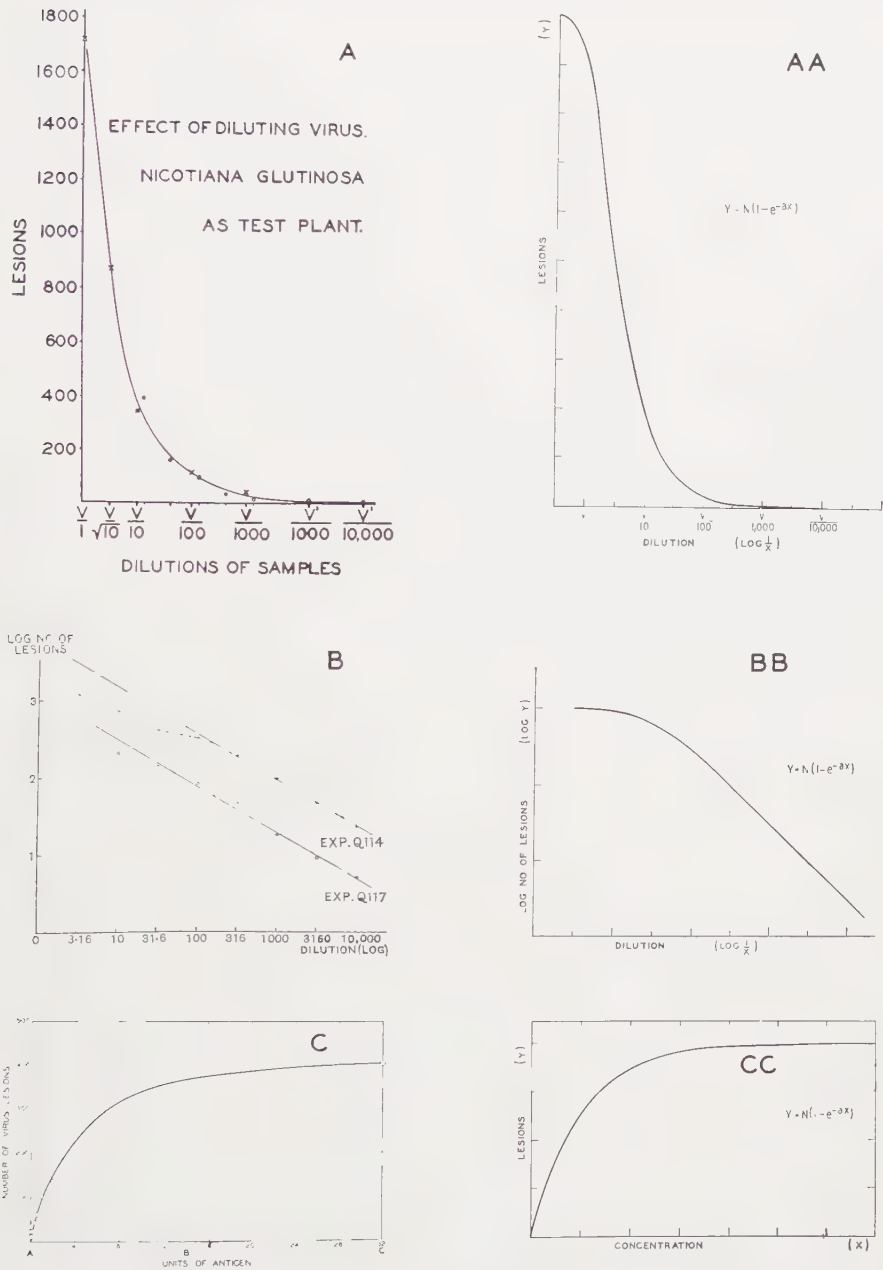 A
EFFECT OF DILUTING VIRUS.
NICOTIANA GLUTINOSA
AS TEST PLANT.
LESIONS
1800
1600
1400
1200
1000
800
600
400
200
V/1 V/√10 V/10 V/100 V/1000 V'/1000 V'/10,000
DILUTIONS OF SAMPLES
AA
(Y)
LESIONS
Y = N(1-e^-ax)
V V/10 V/100 V/1,000 V/10,000
DILUTION (LOG 1/X)
B
LOG NO. OF
LESIONS
3
2
1
EXP. Q114
EXP. Q117
0 3·16 10 31·6 100 316 1000 3160 10,000
DILUTION (LOG)
BB
(LOG Y)
LOG NO OF LESIONS
Y=N(1-e^-ax)
DILUTION (LOG 1/X)
C
NUMBER OF VIRUS LESIONS
A B C
UNITS OF ANTIGEN
CC
(Y)
LESIONS
CONCENTRATION (X)